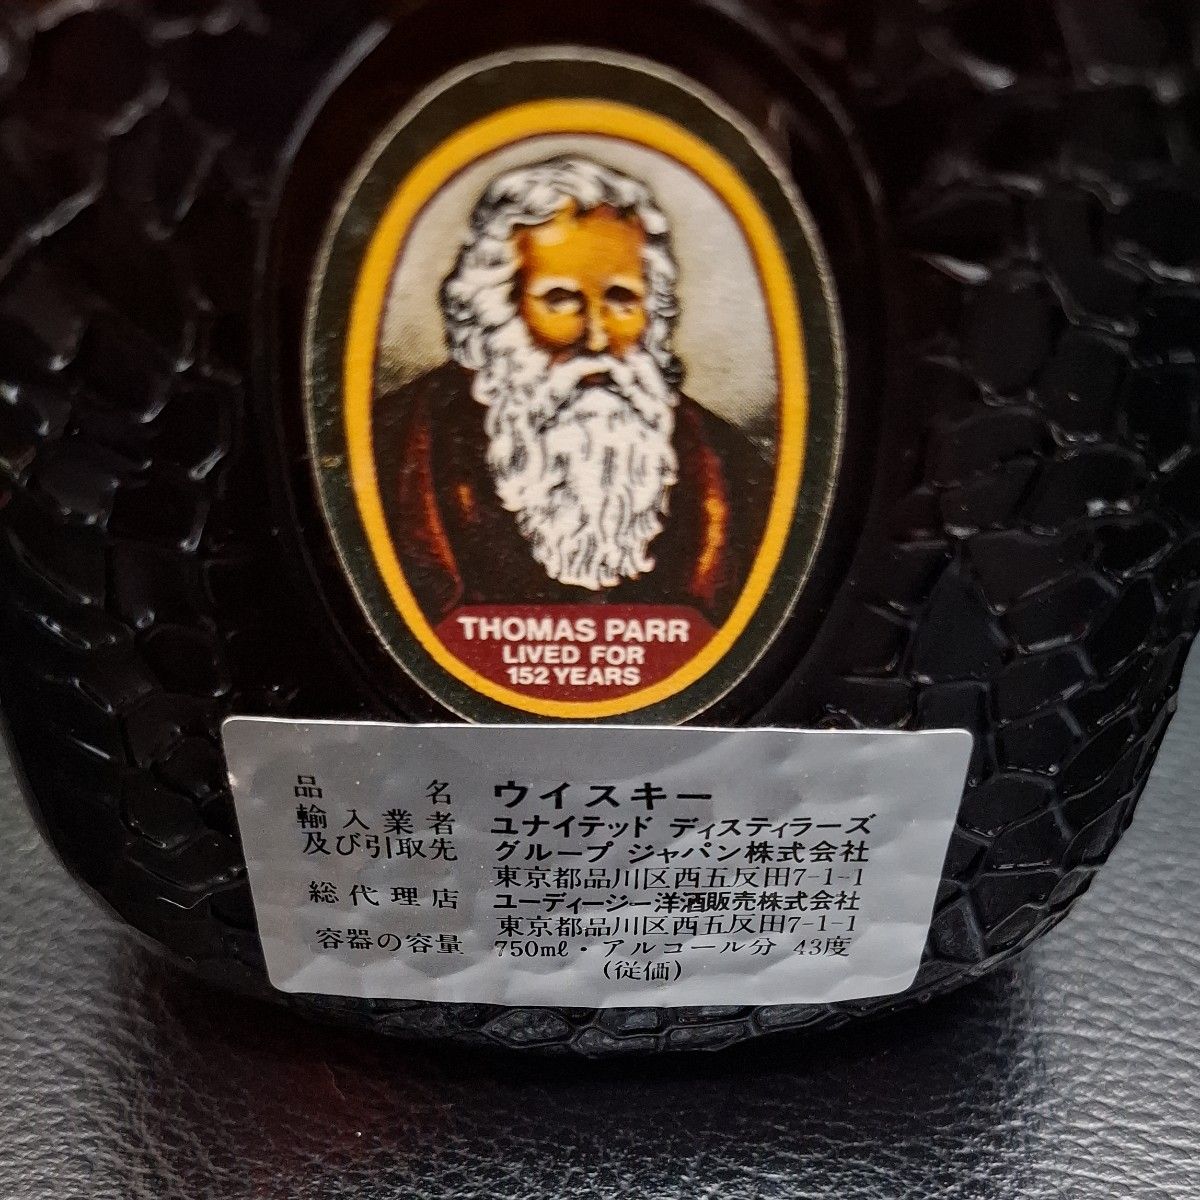 THOMAS PARR
LIVED FOR
152 YEARS
品名 ウイスキー
輸入業者 ユナイテッド ディスティラーズ
及び引取先 グループ ジャパン株式会社
東京都品川区西五反田7-1-1
総代理店 ユーディージー洋酒販売株式会社
東京都品川区西五反田7-1-1
容器の容量 750mℓ・アルコール分 43度
(従価)